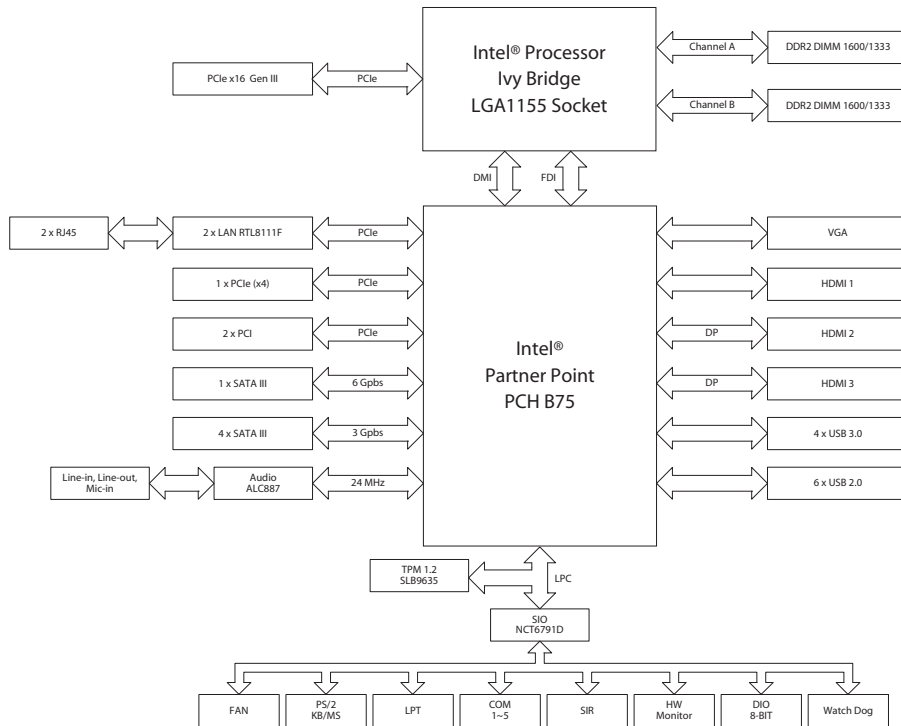 Intel® Processor
Ivy Bridge
LGA1155 Socket
PCIe x16 Gen III
PCIe
Channel A
DDR2 DIMM 1600/1333
Channel B
DDR2 DIMM 1600/1333
DMI
FDI
2 x RJ45
2 x LAN RTL8111F
PCIe
VGA
1 x PCIe (x4)
PCIe
HDMI 1
2 x PCI
PCIe
DP
HDMI 2
Intel®
Partner Point
PCH B75
1 x SATA III
6 Gpbs
DP
HDMI 3
4 x SATA III
3 Gpbs
4 x USB 3.0
Line-in, Line-out,
Mic-in
Audio
ALC887
24 MHz
6 x USB 2.0
TPM 1.2
SLB9635
LPC
SIO
NCT6791D
FAN
PS/2
KB/MS
LPT
COM
1~5
SIR
HW
Monitor
DIO
8-BIT
Watch Dog